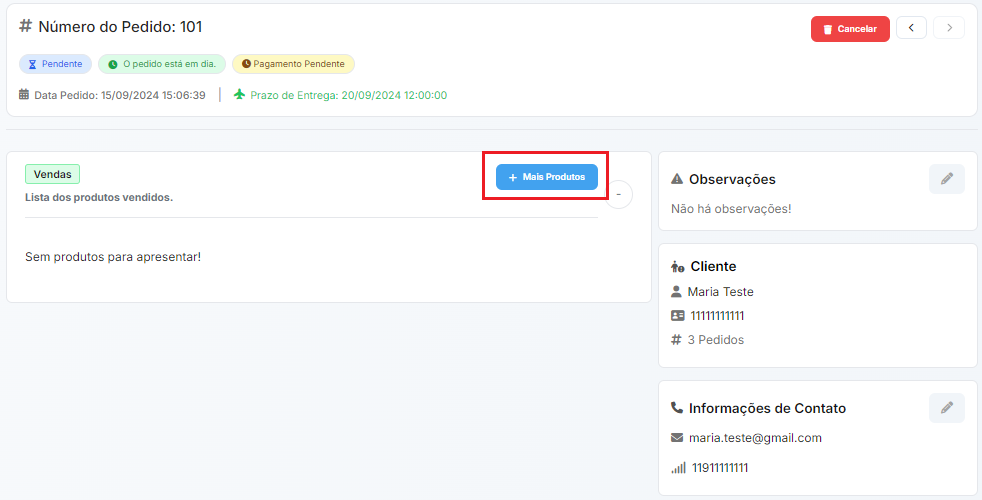 # Número do Pedido: 101
Cancelar
Pendente
O pedido está em dia.
Pagamento Pendente
Data Pedido: 15/09/2024 15:06:39
Prazo de Entrega: 20/09/2024 12:00:00
Vendas
+ Mais Produtos
-
Lista dos produtos vendidos.
Sem produtos para apresentar!
Observações
Não há observações!
Cliente
Maria Teste
11111111111
# 3 Pedidos
Informações de Contato
maria.teste@gmail.com
11911111111